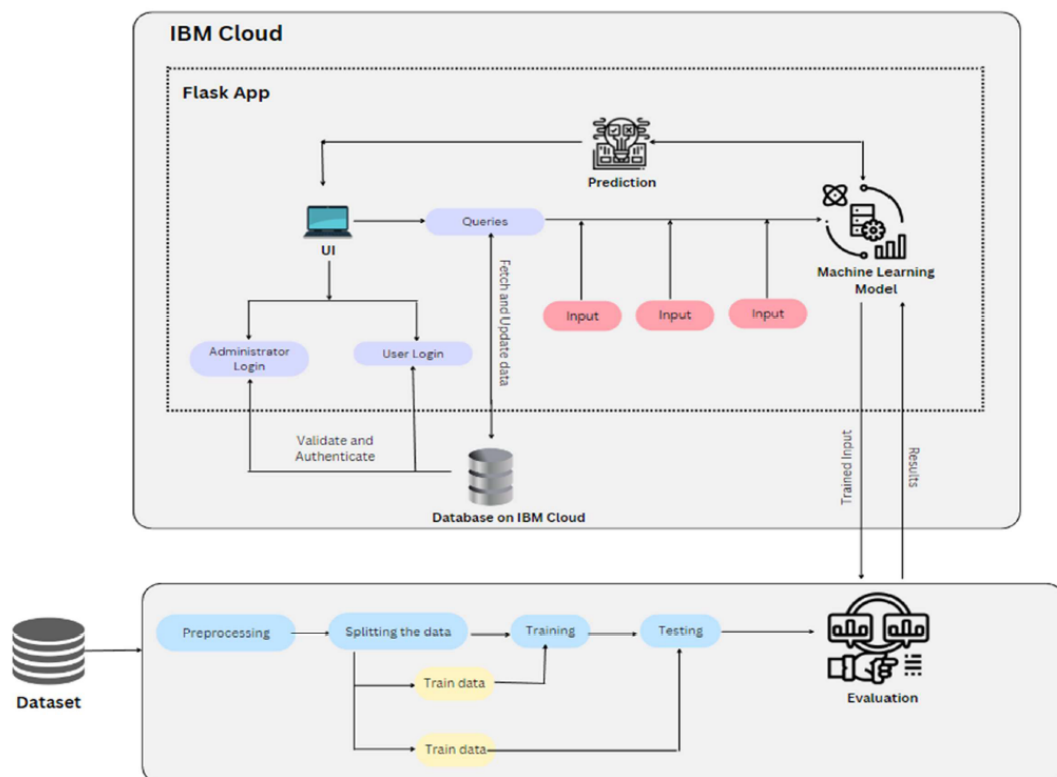 IBM Cloud
Flask App
Prediction
UI
Queries
Machine Learning
Model
Fetch and Update data
Input
Input
Input
Administrator
Login
User Login
Validate and
Authenticate
Database on IBM Cloud
Trained Input
Results
Dataset
Preprocessing
Splitting the data
Training
Testing
Train data
Train data
Evaluation